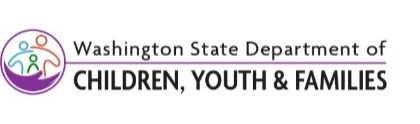 Washington State Department of
CHILDREN, YOUTH & FAMILIES